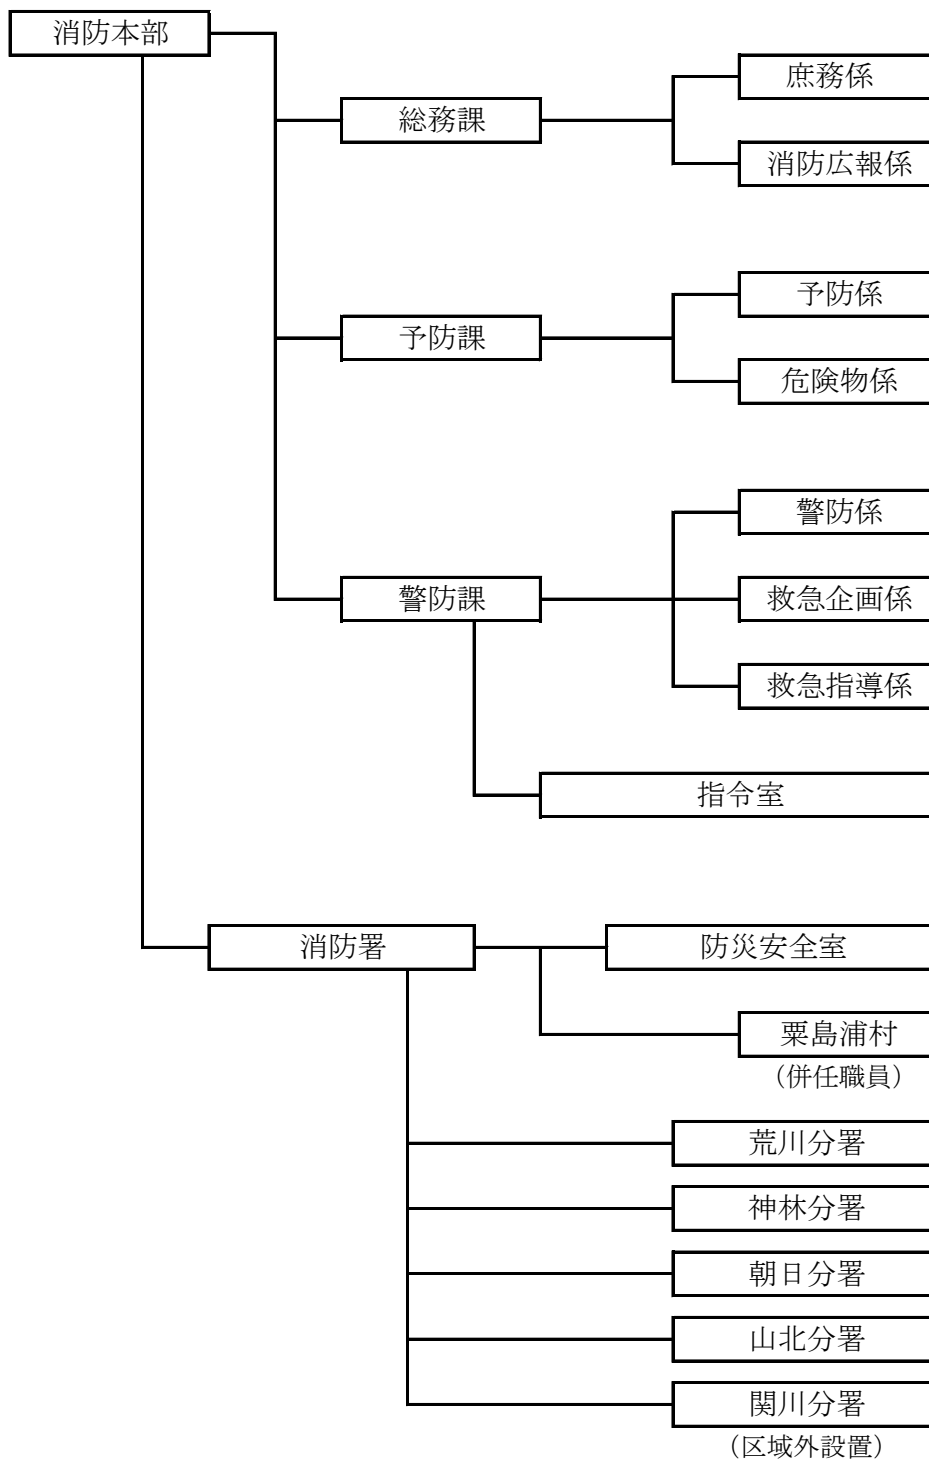 消防本部
庶務係
総務課
消防広報係
予防係
予防課
危険物係
警防係
警防課
救急企画係
救急指導係
指令室
消防署
防災安全室
粟島浦村
（併任職員）
荒川分署
神林分署
朝日分署
山北分署
関川分署
（区域外設置）